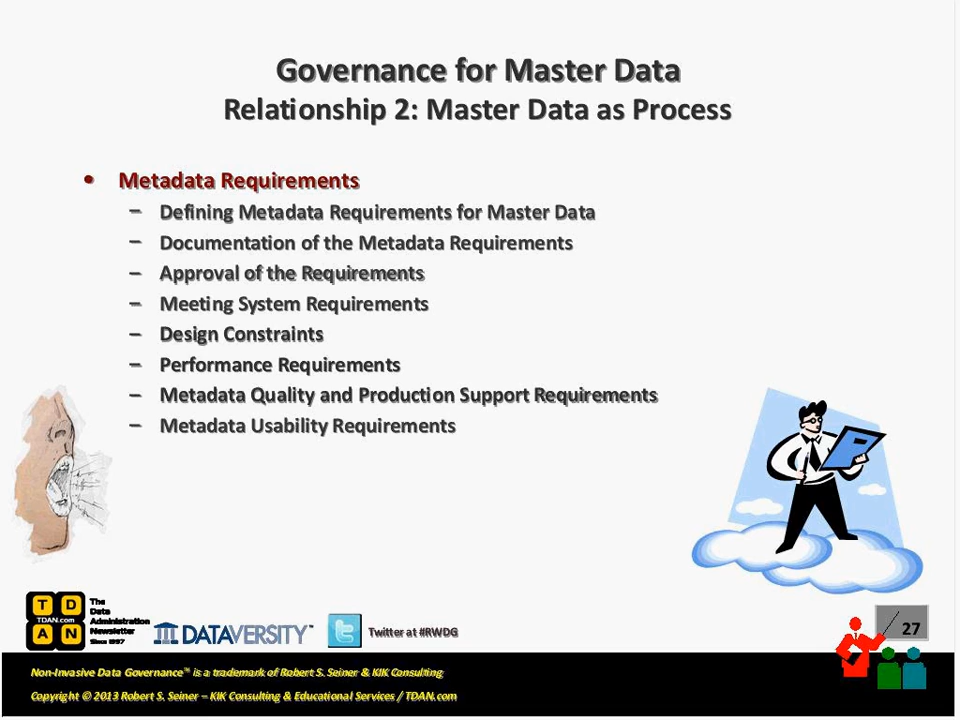 Governance for Master Data
Relationship 2: Master Data as Process
• Metadata Requirements
– Defining Metadata Requirements for Master Data
– Documentation of the Metadata Requirements
– Approval of the Requirements
– Meeting System Requirements
– Design Constraints
– Performance Requirements
– Metadata Quality and Production Support Requirements
– Metadata Usability Requirements
T D
TDAN.com
A N
The
Data
Administration
Newsletter
Since 1997
DATAVERSITY™
Twitter at #RWDG
27
Non-Invasive Data Governance™ is a trademark of Robert S. Seiner & KIK Consulting
Copyright © 2013 Robert S. Seiner – KIK Consulting & Educational Services / TDAN.com